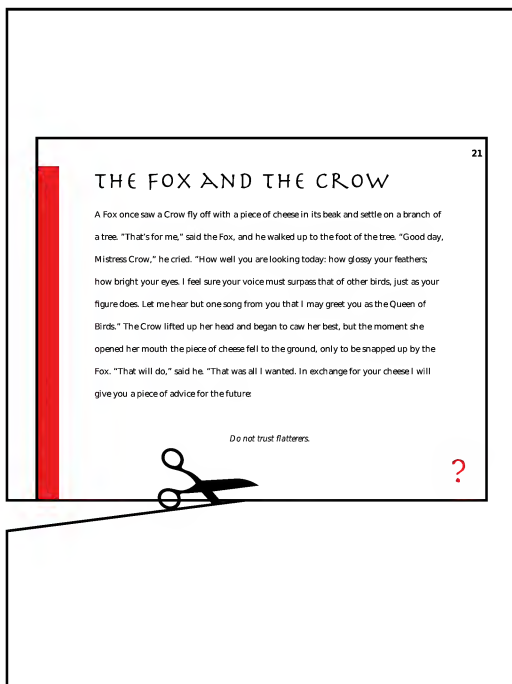 21
THE FOX AND THE CROW
A Fox once saw a Crow fly off with a piece of cheese in its beak and settle on a branch of
a tree. "That's for me," said the Fox, and he walked up to the foot of the tree. "Good day,
Mistress Crow," he cried. "How well you are looking today: how glossy your feathers;
how bright your eyes. I feel sure your voice must surpass that of other birds, just as your
figure does. Let me hear but one song from you that I may greet you as the Queen of
Birds." The Crow lifted up her head and began to caw her best, but the moment she
opened her mouth the piece of cheese fell to the ground, only to be snapped up by the
Fox. "That will do," said he. "That was all I wanted. In exchange for your cheese I will
give you a piece of advice for the future:
Do not trust flatterers.
?